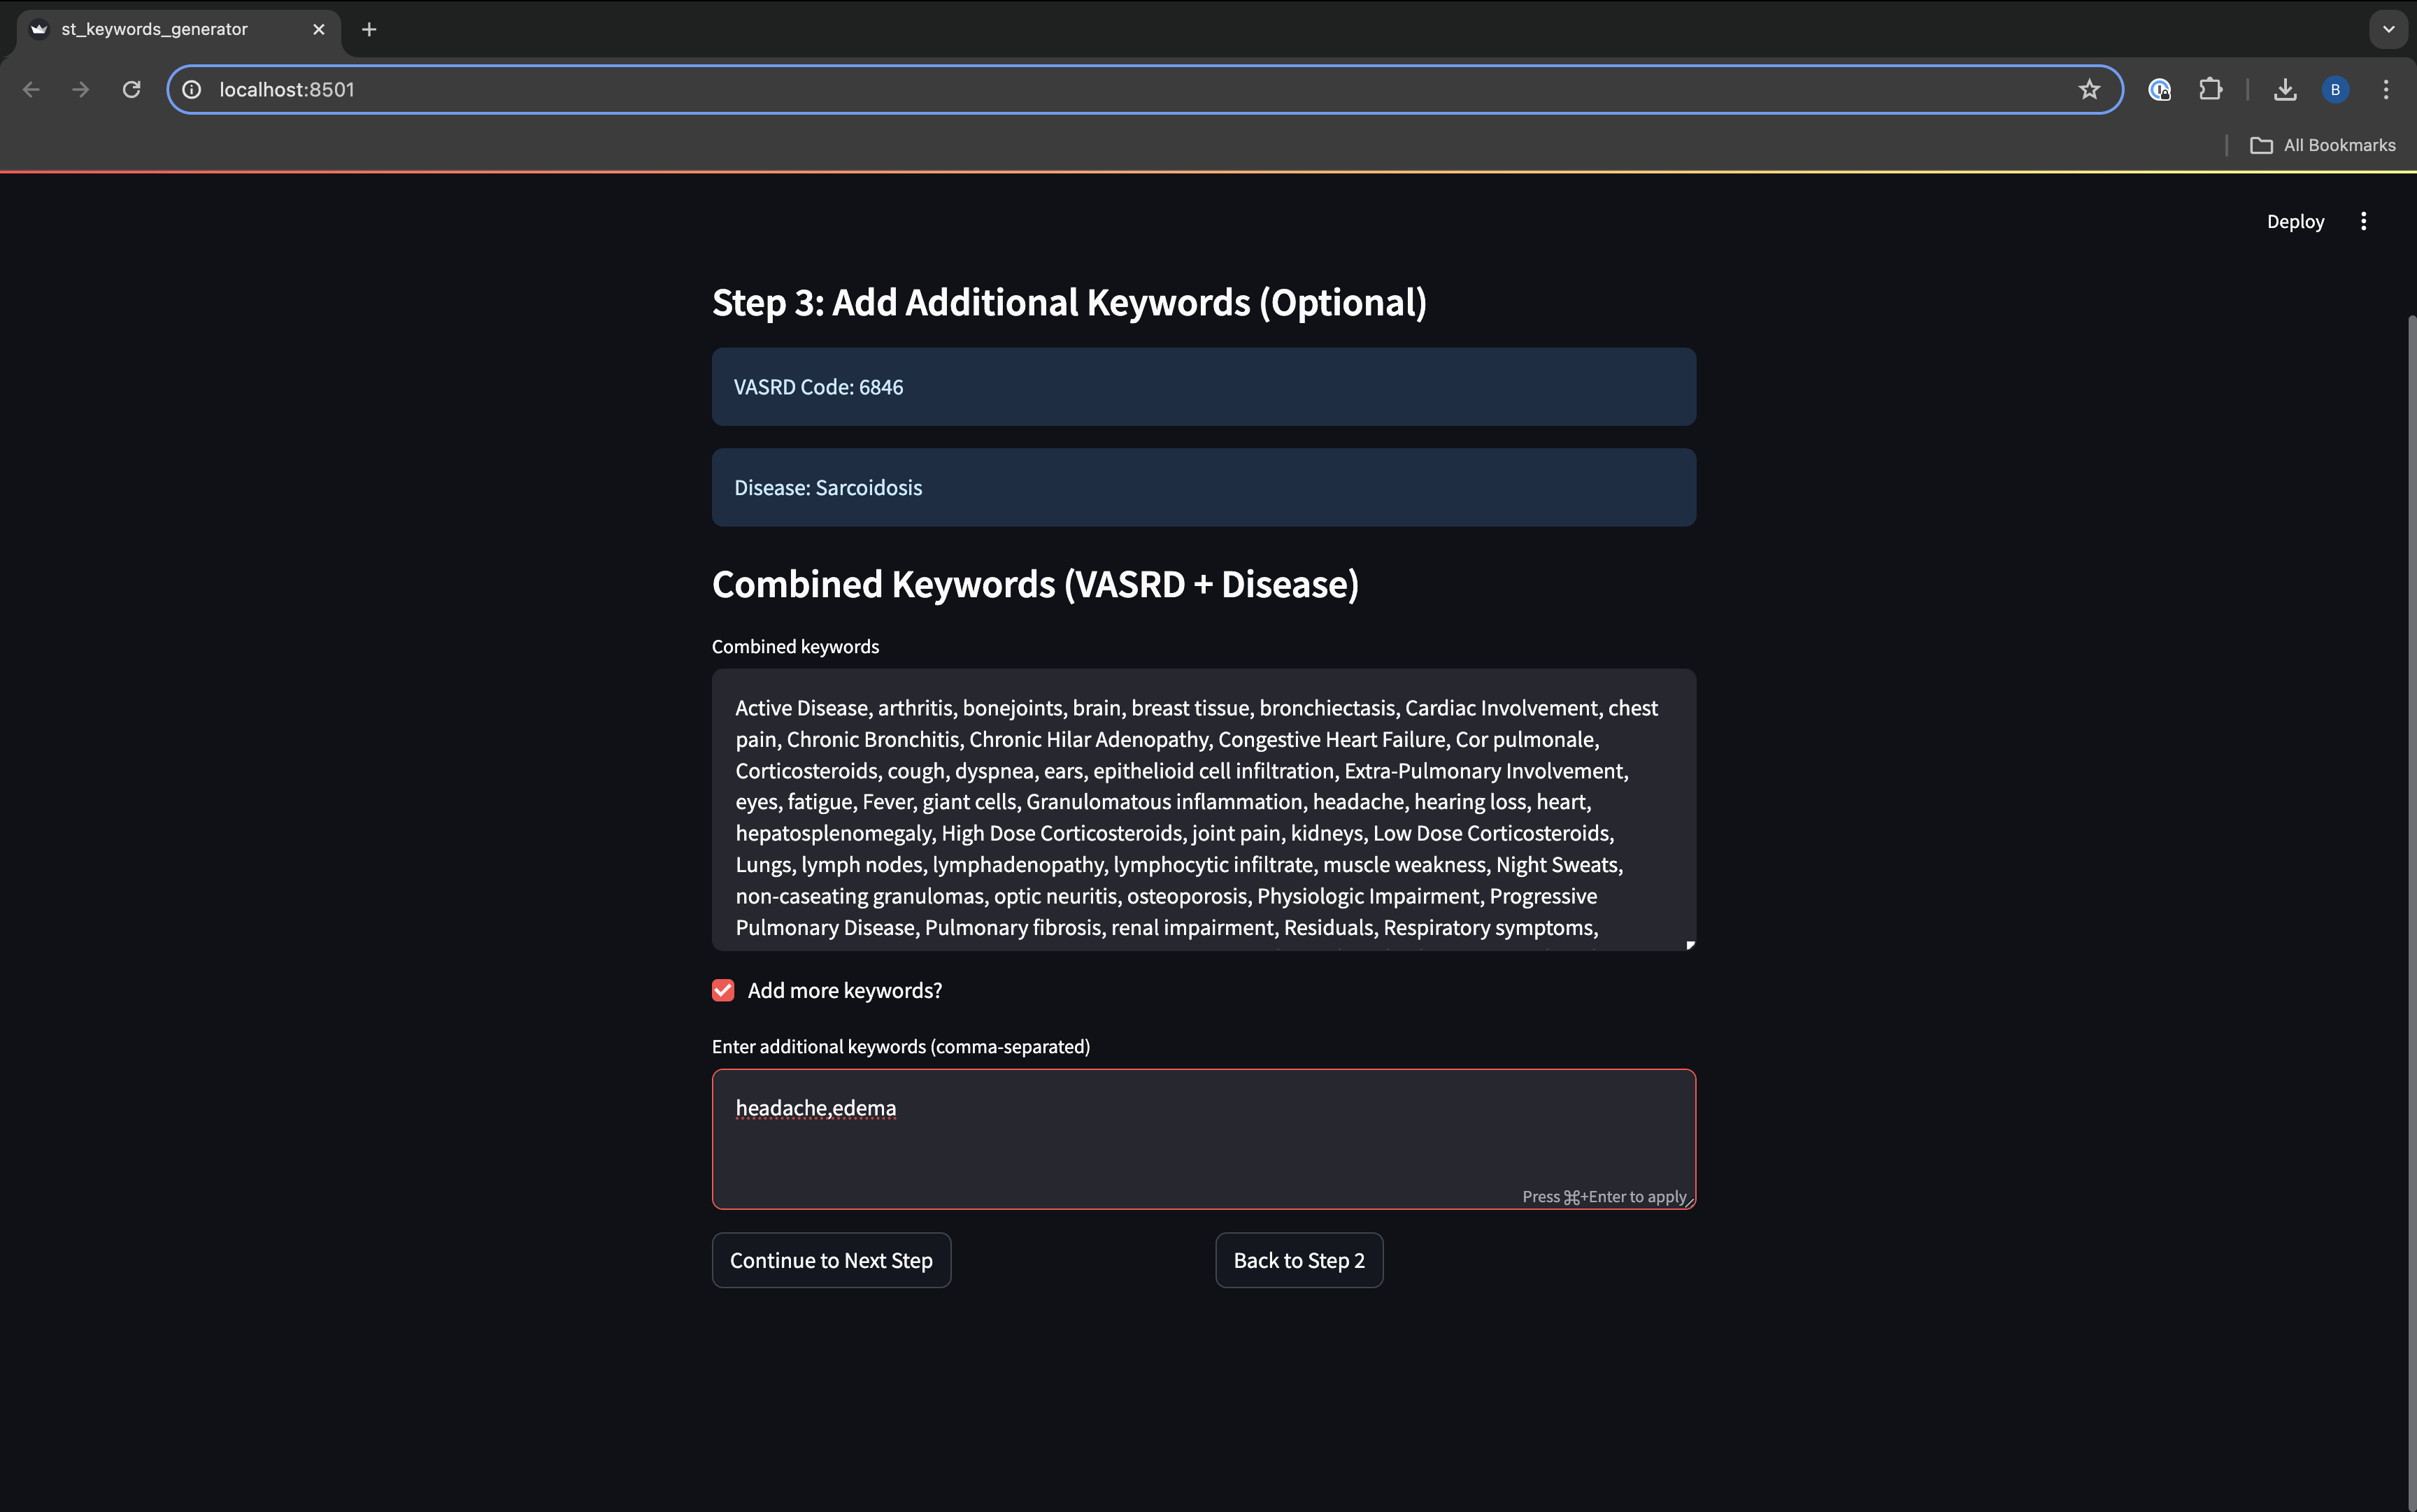 st_keywords_generator
localhost:8501
B
All Bookmarks
Deploy
Step 3: Add Additional Keywords (Optional)
VASRD Code: 6846
Disease: Sarcoidosis
Combined Keywords (VASRD + Disease)
Combined keywords
Active Disease, arthritis, bonejoints, brain, breast tissue, bronchiectasis, Cardiac Involvement, chest
pain, Chronic Bronchitis, Chronic Hilar Adenopathy, Congestive Heart Failure, Cor pulmonale,
Corticosteroids, cough, dyspnea, ears, epithelioid cell infiltration, Extra-Pulmonary Involvement,
eyes, fatigue, Fever, giant cells, Granulomatous inflammation, headache, hearing loss, heart,
hepatosplenomegaly, High Dose Corticosteroids, joint pain, kidneys, Low Dose Corticosteroids,
Lungs, lymph nodes, lymphadenopathy, lymphocytic infiltrate, muscle weakness, Night Sweats,
non-caseating granulomas, optic neuritis, osteoporosis, Physiologic Impairment, Progressive
Pulmonary Disease, Pulmonary fibrosis, renal impairment, Residuals, Respiratory symptoms,
Add more keywords?
Enter additional keywords (comma-separated)
headache,edema
Press ⌘+Enter to apply
Continue to Next Step
Back to Step 2